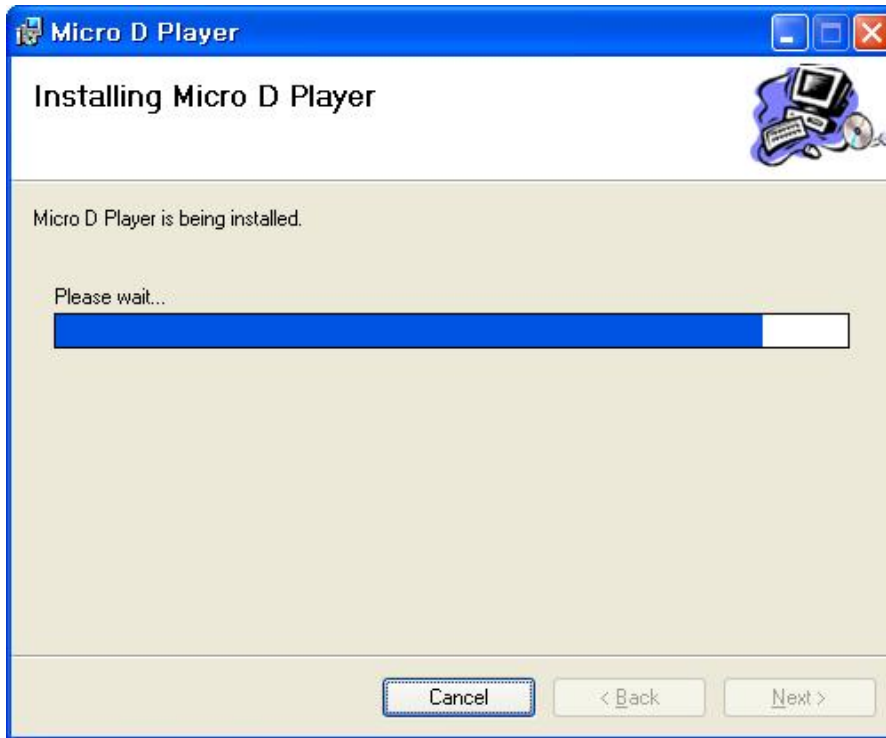 Micro D Player
Installing Micro D Player
Micro D Player is being installed.
Please wait...
Cancel
< Back
Next >